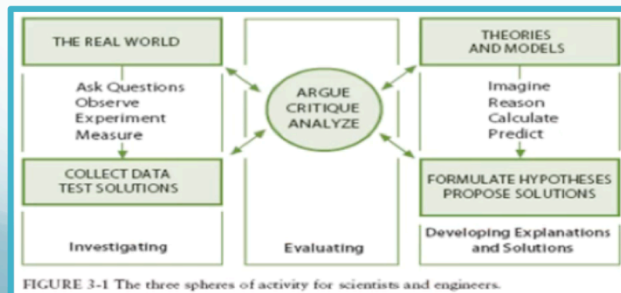 THE REAL WORLD
Ask Questions
Observe
Experiment
Measure
COLLECT DATA
TEST SOLUTIONS
Investigating
ARGUE
CRITIQUE
ANALYZE
Evaluating
THEORIES
AND MODELS
Imagine
Reason
Calculate
Predict
FORMULATE HYPOTHESES
PROPOSE SOLUTIONS
Developing Explanations
and Solutions
FIGURE 3-1 The three spheres of activity for scientists and engineers.